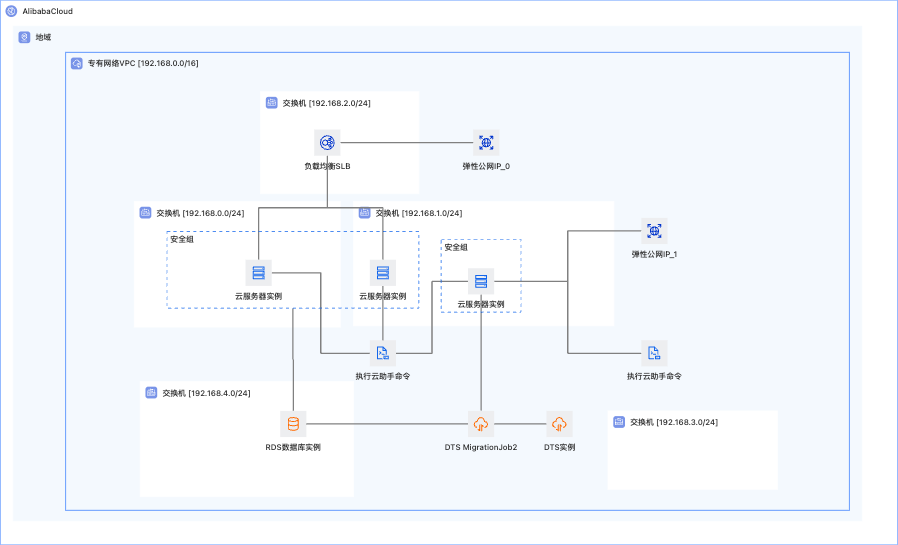 AlibabaCloud
地域
专有网络VPC [192.168.0.0/16]
交换机 [192.168.2.0/24]
负载均衡SLB
弹性公网IP_0
交换机 [192.168.0.0/24]
交换机 [192.168.1.0/24]
安全组
安全组
弹性公网IP_1
云服务器实例
云服务器实例
云服务器实例
执行云助手命令
执行云助手命令
交换机 [192.168.4.0/24]
交换机 [192.168.3.0/24]
RDS数据库实例
DTS MigrationJob2
DTS实例